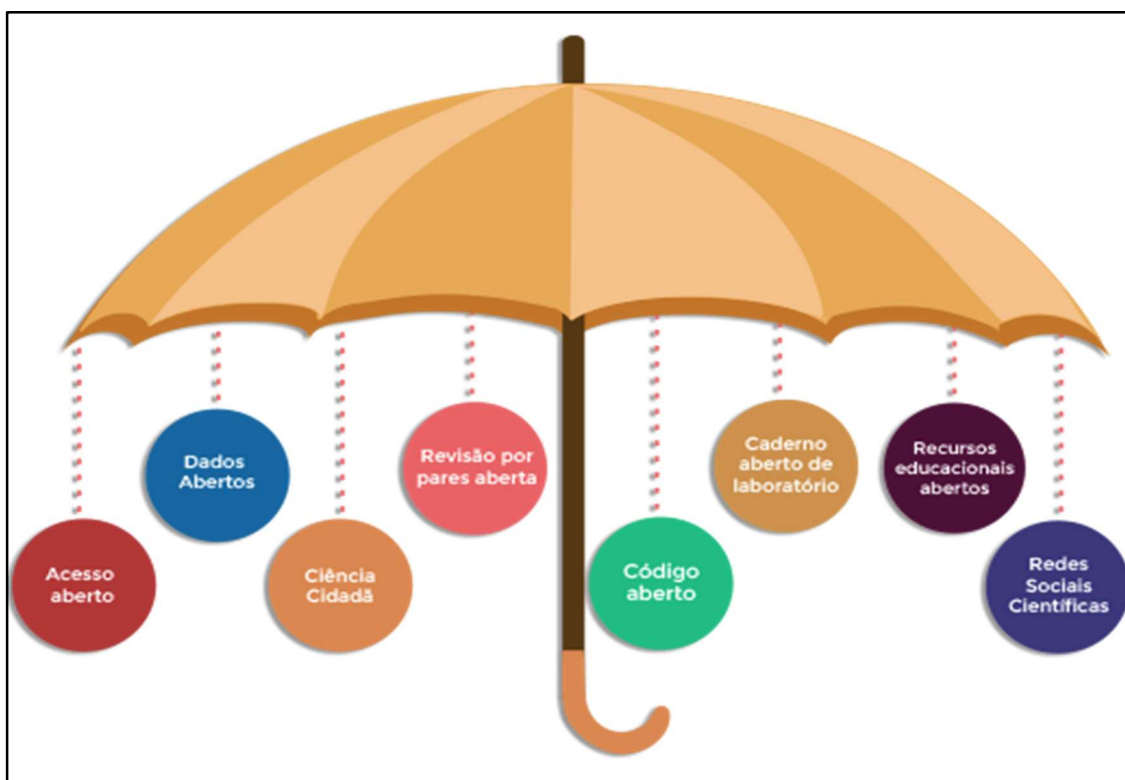 Acesso
aberto
Dados
Abertos
Ciência
Cidadã
Revisão por
pares aberta
Código
aberto
Caderno
aberto de
laboratório
Recursos
educacionais
abertos
Redes
Sociais
Científicas